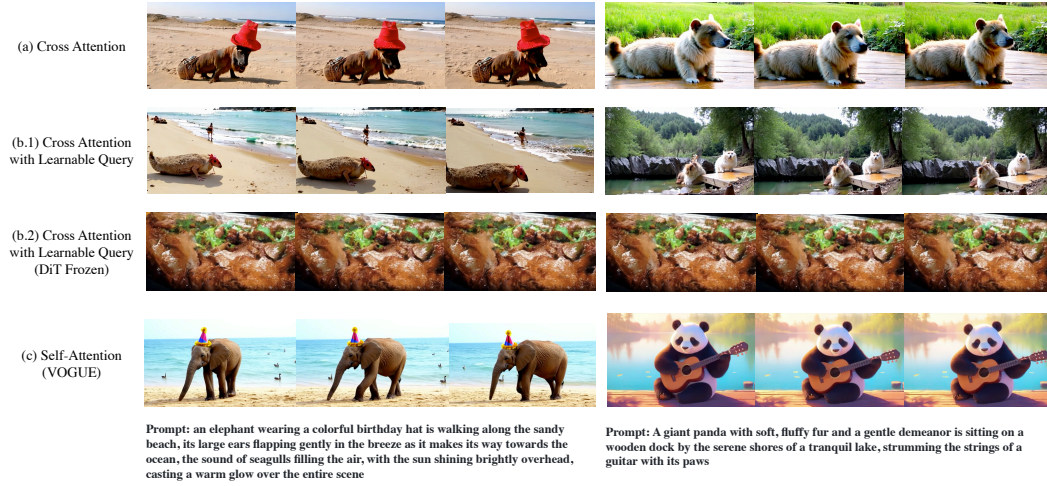 (a) Cross Attention
(b.1) Cross Attention
with Learnable Query
(b.2) Cross Attention
with Learnable Query
(DiT Frozen)
(c) Self-Attention
(VOGUE)
Prompt: an elephant wearing a colorful birthday hat is walking along the sandy
beach, its large ears flapping gently in the breeze as it makes its way towards the
ocean, the sound of seagulls filling the air, with the sun shining brightly overhead,
casting a warm glow over the entire scene
Prompt: A giant panda with soft, fluffy fur and a gentle demeanor is sitting on a
wooden dock by the serene shores of a tranquil lake, strumming the strings of a
guitar with its paws